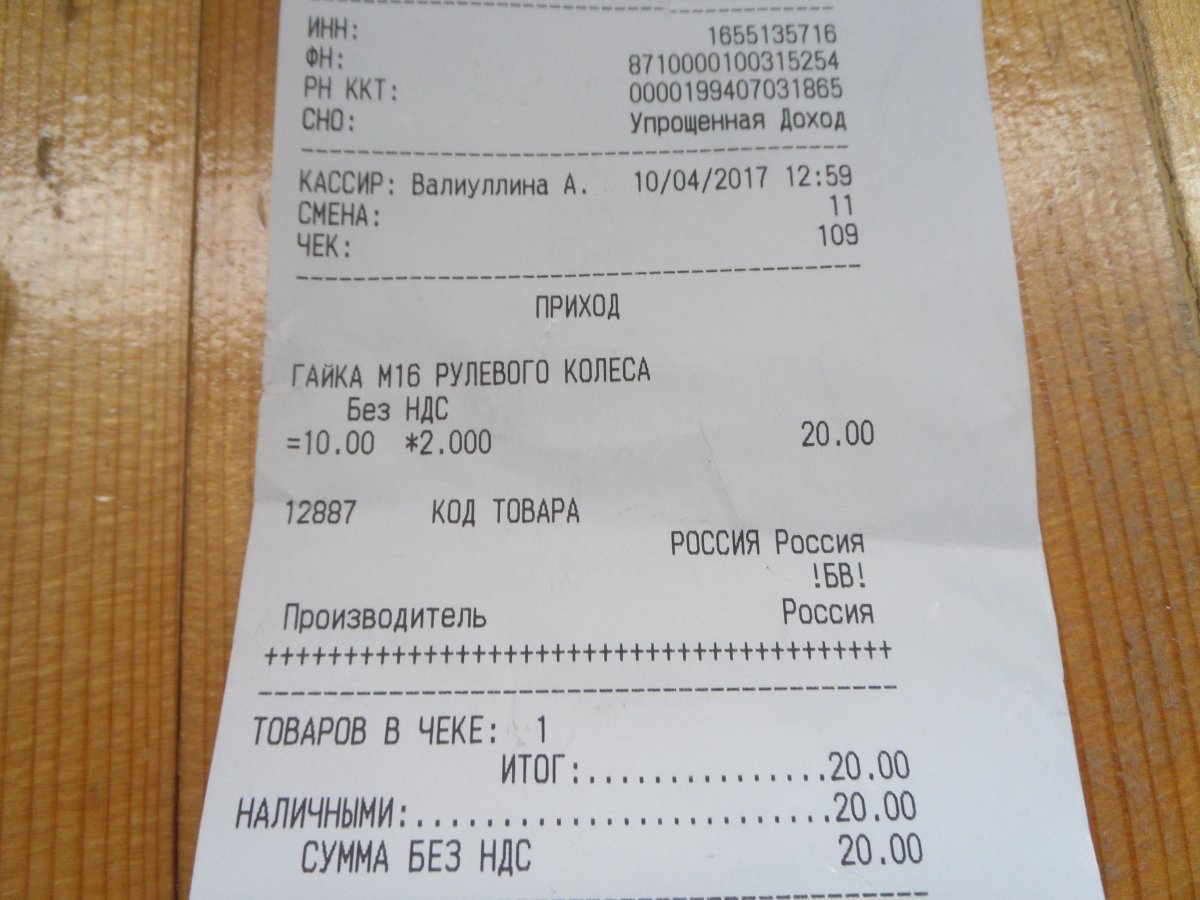 ИНН: 1655135716
ФН: 8710000100315254
РН ККТ: 0000199407031865
СНО: Упрощенная Доход
КАССИР: Валиуллина А. 10/04/2017 12:59
СМЕНА: 11
ЧЕК: 109
ПРИХОД
ГАЙКА М16 РУЛЕВОГО КОЛЕСА
Без НДС
=10.00 *2.000 20.00
12887 КОД ТОВАРА
РОССИЯ Россия
!БВ!
Производитель Россия
++++++++++++++++++++++++++++++++++++++++
ТОВАРОВ В ЧЕКЕ: 1
ИТОГ:...............20.00
НАЛИЧНЫМИ:..........................20.00
СУММА БЕЗ НДС 20.00